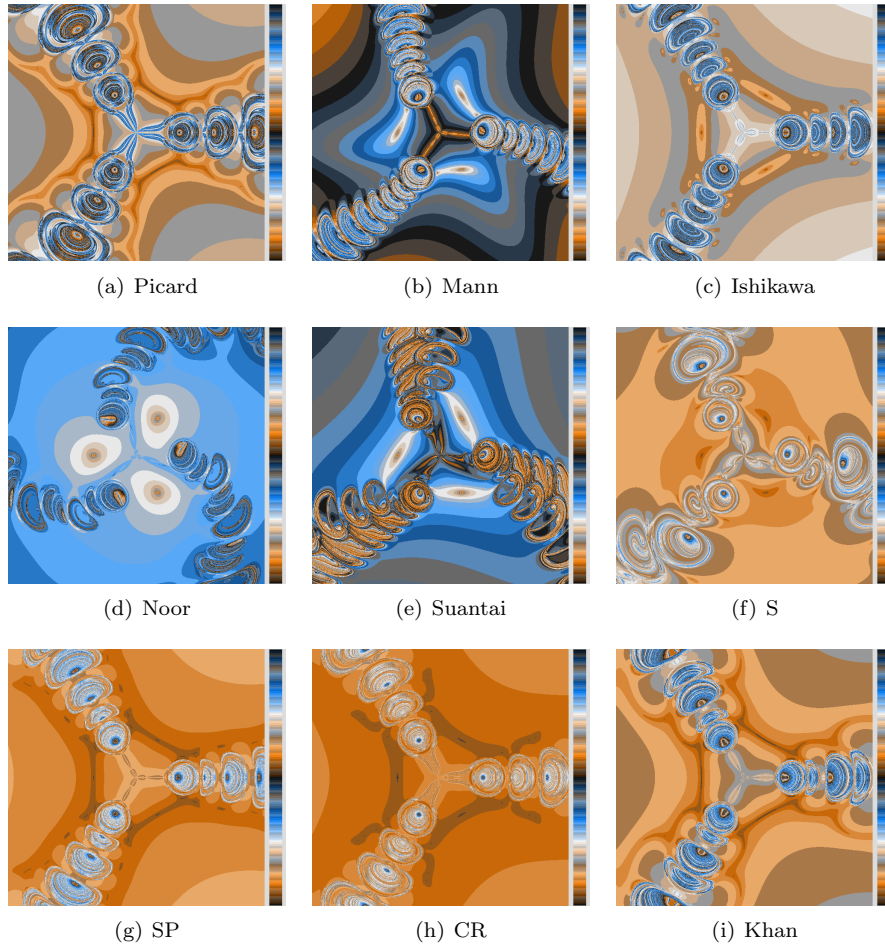 (a) Picard
(b) Mann
(c) Ishikawa
(d) Noor
(e) Suantai
(f) S
(g) SP
(h) CR
(i) Khan